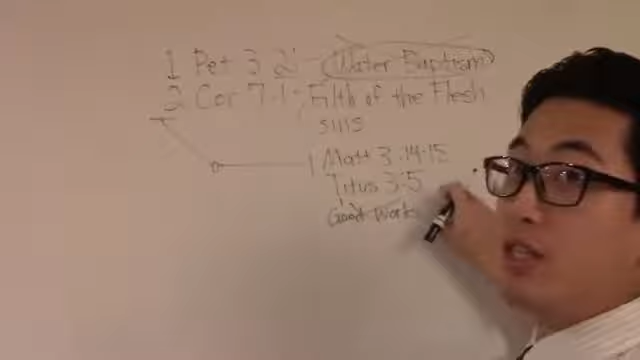 1 Pet 3 21 - Water Baptism
2 Cor 7:1: Filth of the Flesh
sins
Matt 3:14-15
Titus 3:5
Good Works